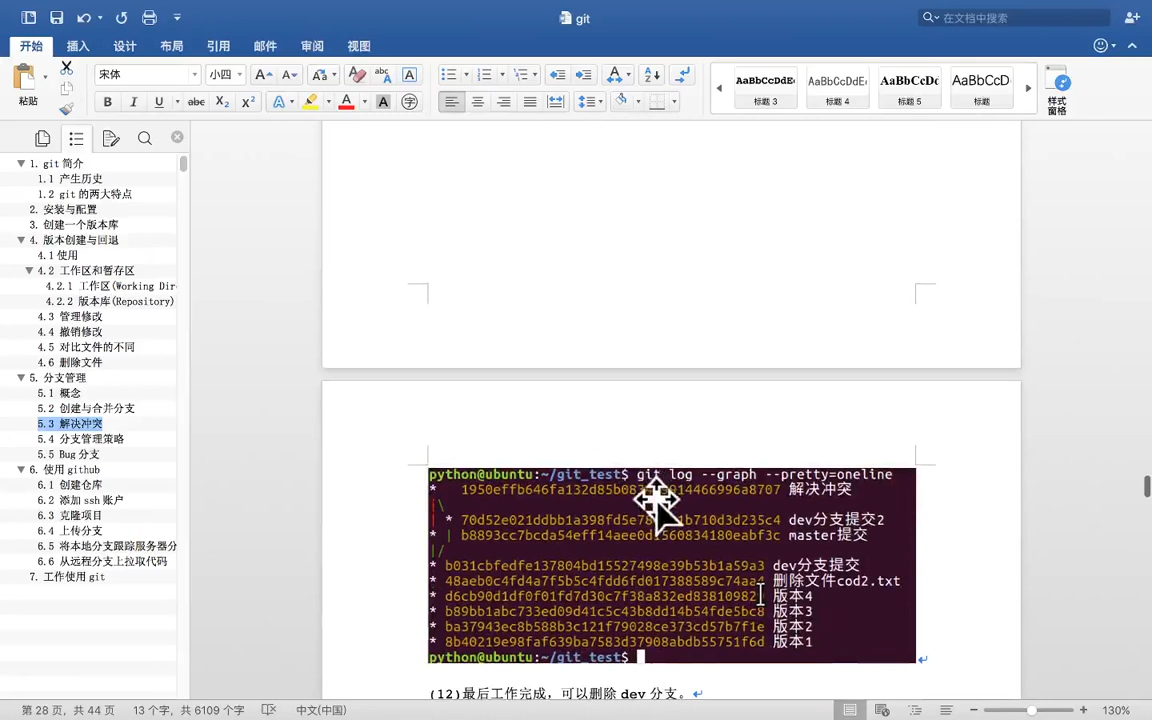 git
在文档中搜索
开始 插入 设计 布局 引用 邮件 审阅 视图
粘贴
宋体 小四
AaBbCcDdEe AaBbCcDdEe AaBbCcDc AaBbCcD
标题 3 标题 4 标题 5 标题
样式
窗格
1. git 简介
1.1 产生历史
1.2 git 的两大特点
2. 安装与配置
3. 创建一个版本库
4. 版本创建与回退
4.1 使用
4.2 工作区和暂存区
4.2.1 工作区(Working Dir
4.2.2 版本库(Repository)
4.3 管理修改
4.4 撤销修改
4.5 对比文件的不同
4.6 删除文件
5. 分支管理
5.1 概念
5.2 创建与合并分支
5.3 解决冲突
5.4 分支管理策略
5.5 Bug 分支
6. 使用 github
6.1 创建仓库
6.2 添加 ssh 账户
6.3 克隆项目
6.4 上传分支
6.5 将本地分支跟踪服务器分
6.6 从远程分支上拉取代码
7. 工作使用 git
python@ubuntu:~/git_test$ git log --graph --pretty=oneline
* 1950effb646fa132d85b08 914466996a8707 解决冲突
|\
| * 70d52e021ddbb1a398fd5e7 1b710d3d235c4 dev分支提交2
* | b8893cc7bcda54eff14aee0d 560834180eabf3c master提交
|/
* b031cbfedfe137804bd15527498e39b53b1a59a3 dev分支提交
* 48aeb0c4fd4a7f5b5c4fdd6fd017388589c74aa4 删除文件cod2.txt
* d6cb90d1df0f01fd7d30c7f38a832ed83810982 版本4
* b89bb1abc733ed09d41c5c43b8dd14b54fde5bc8 版本3
* ba37943ec8b588b3c121f79028ce373cd57b7f1e 版本2
* 8b40219e98faf639ba7583d37908abdb55751f6d 版本1
python@ubuntu:~/git_test$
(12)最后工作完成，可以删除 dev 分支。
第 28 页，共 44 页 13 个字，共 6109 个字 中文(中国) 130%